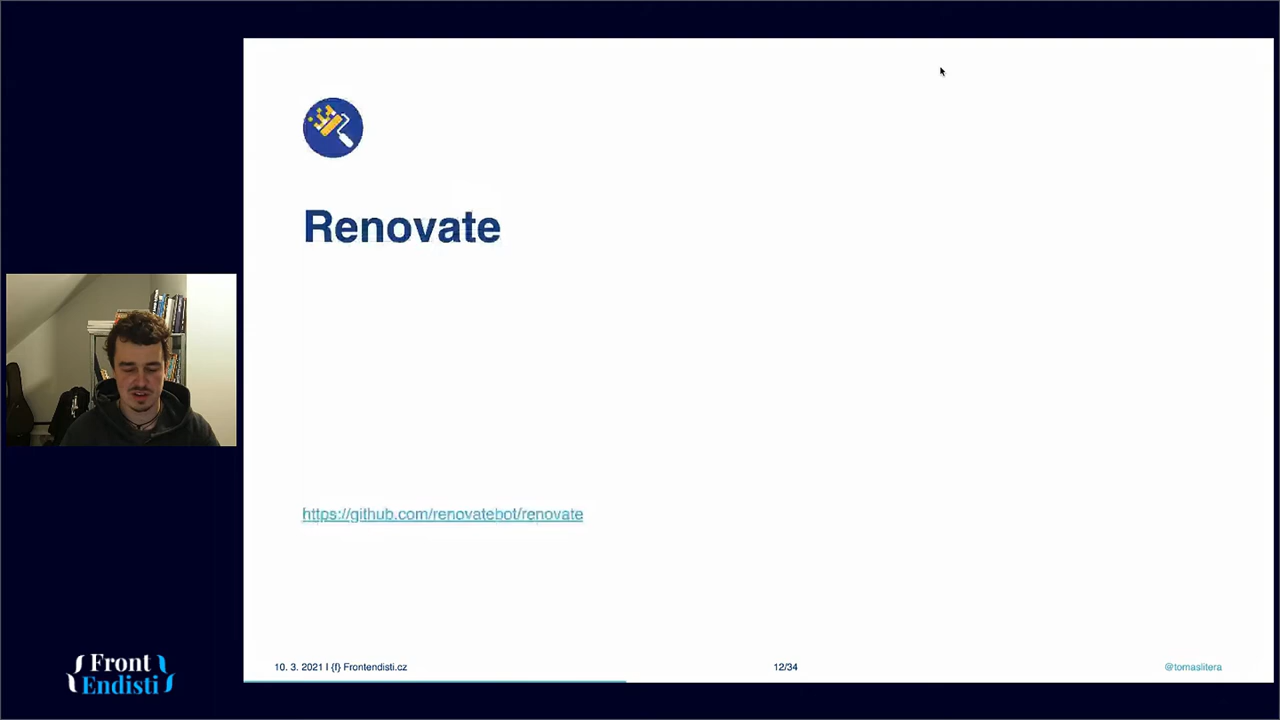 Renovate
https://github.com/renovatebot/renovate
10. 3. 2021 I {f} Frontendisti.cz
12/34
@tomaslitera
{Front
Endisti}